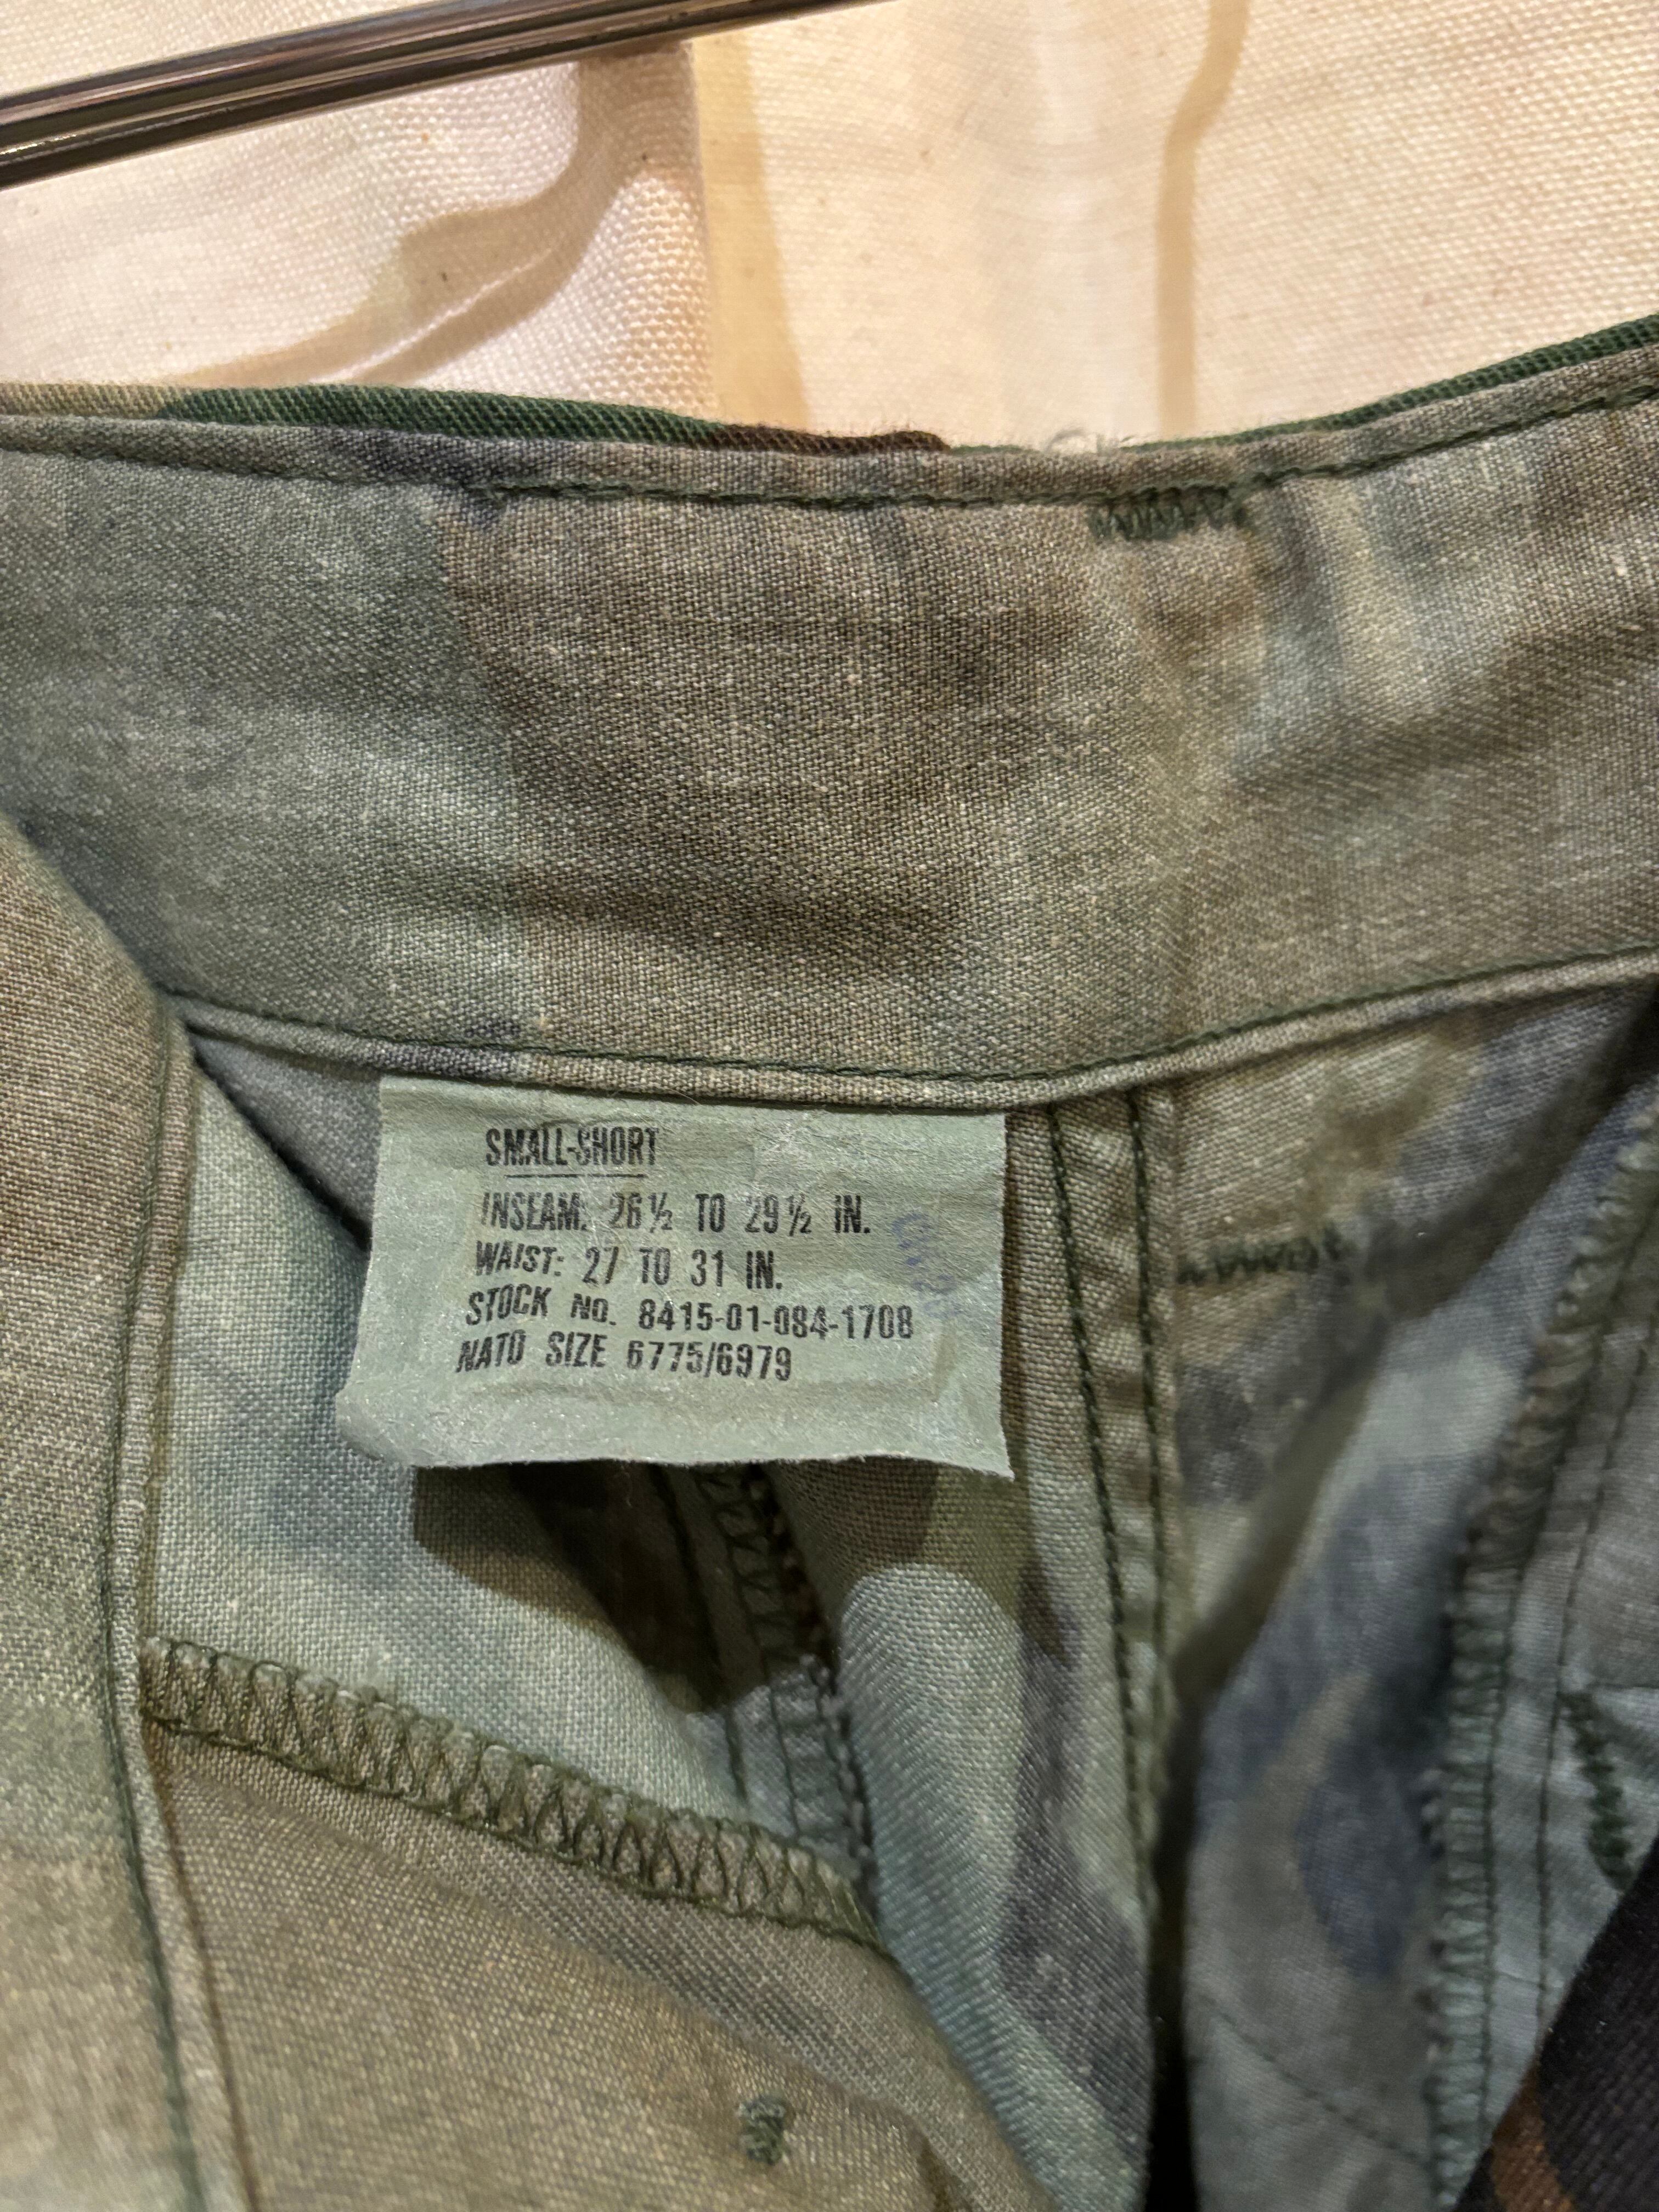 SMALL-SHORT
INSEAM: 26½ TO 29½ IN.
WAIST: 27 TO 31 IN.
STOCK NO. 8415-01-084-1708
NATO SIZE 6775/6979